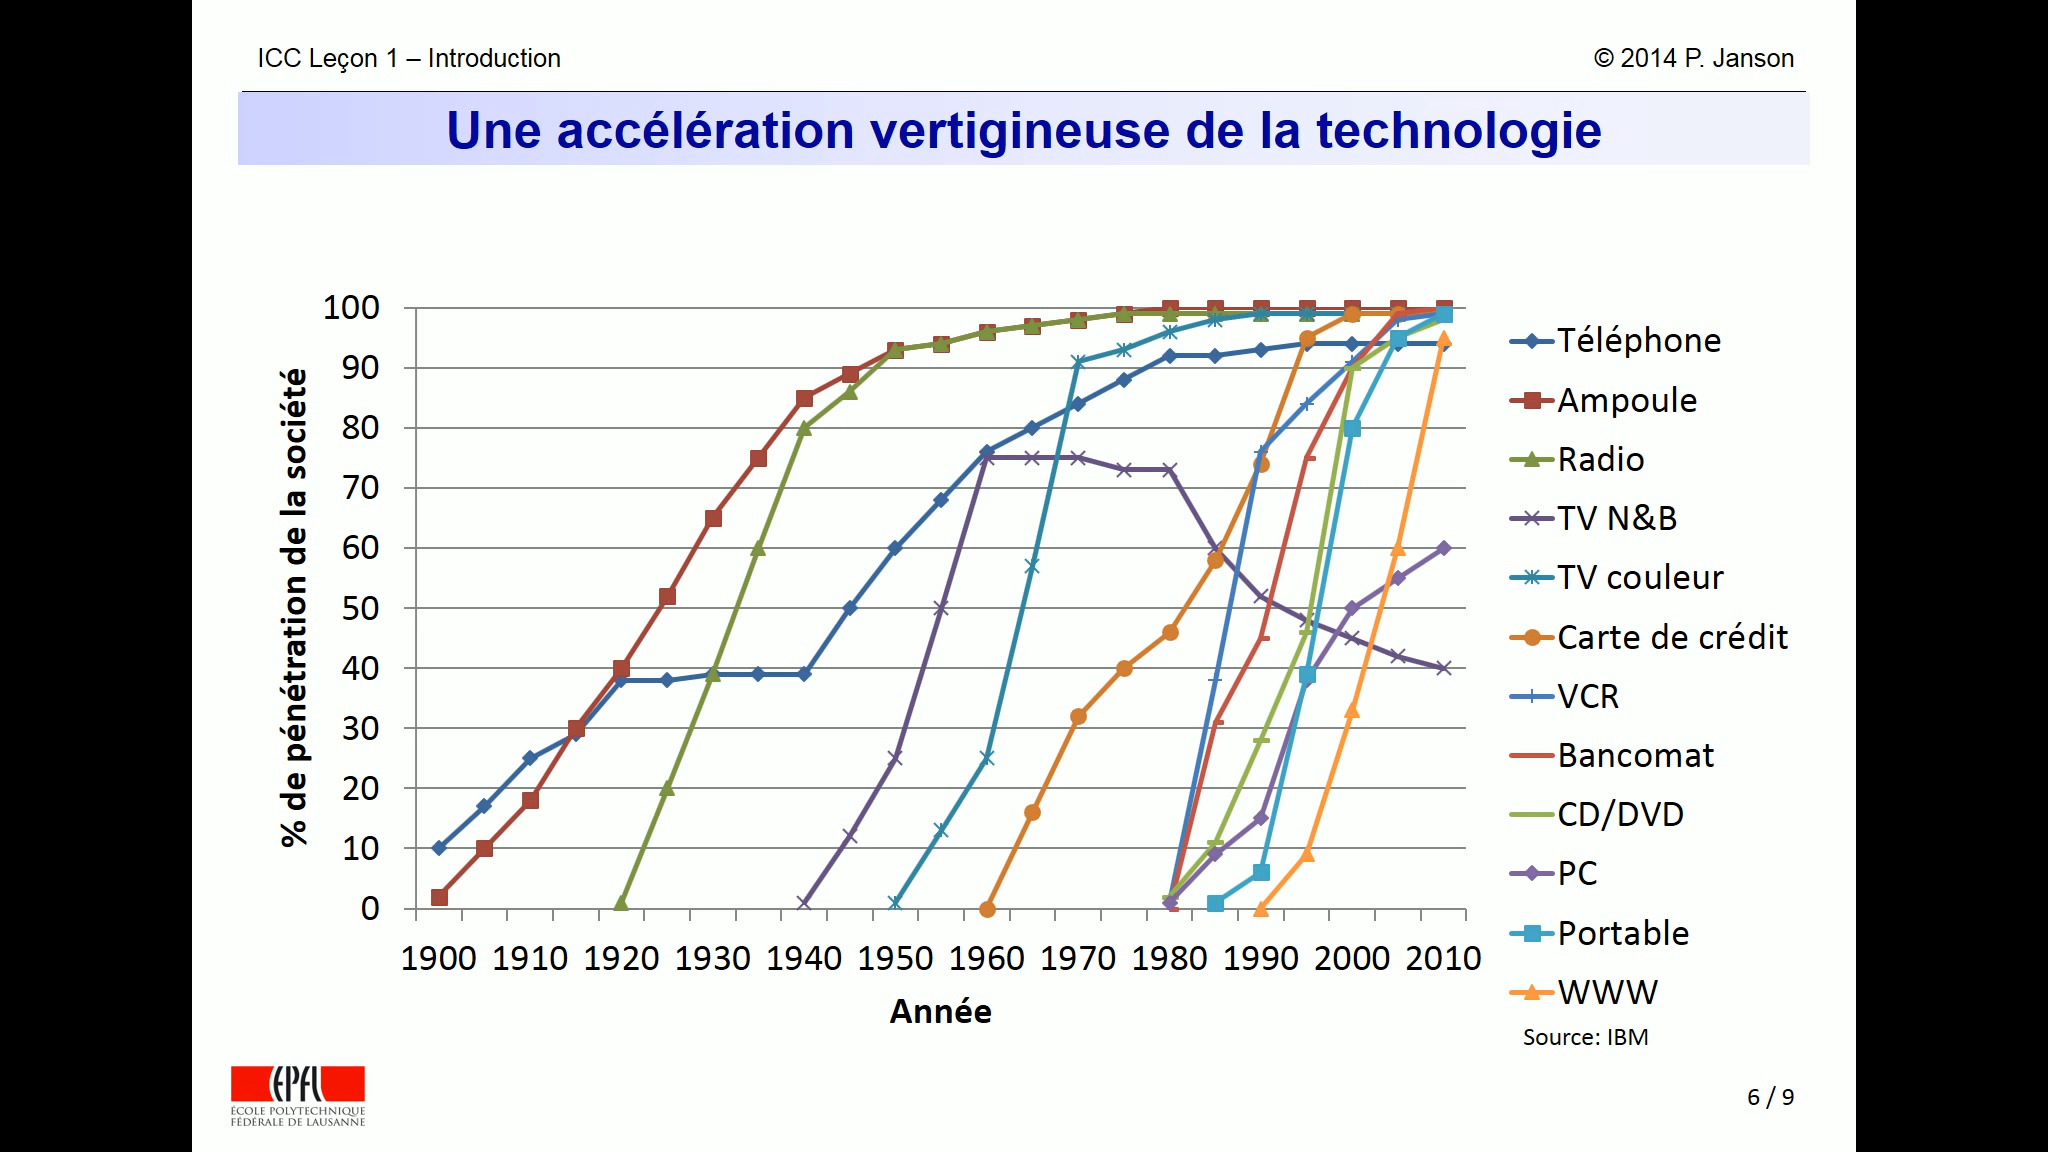 ICC Leçon 1 – Introduction
© 2014 P. Janson
Une accélération vertigineuse de la technologie
% de pénétration de la société
100
90
80
70
60
50
40
30
20
10
0
1900 1910 1920 1930 1940 1950 1960 1970 1980 1990 2000 2010
Année
Téléphone
Ampoule
Radio
TV N&B
TV couleur
Carte de crédit
VCR
Bancomat
CD/DVD
PC
Portable
WWW
Source: IBM
EPFL
ÉCOLE POLYTECHNIQUE
FÉDÉRALE DE LAUSANNE
6 / 9